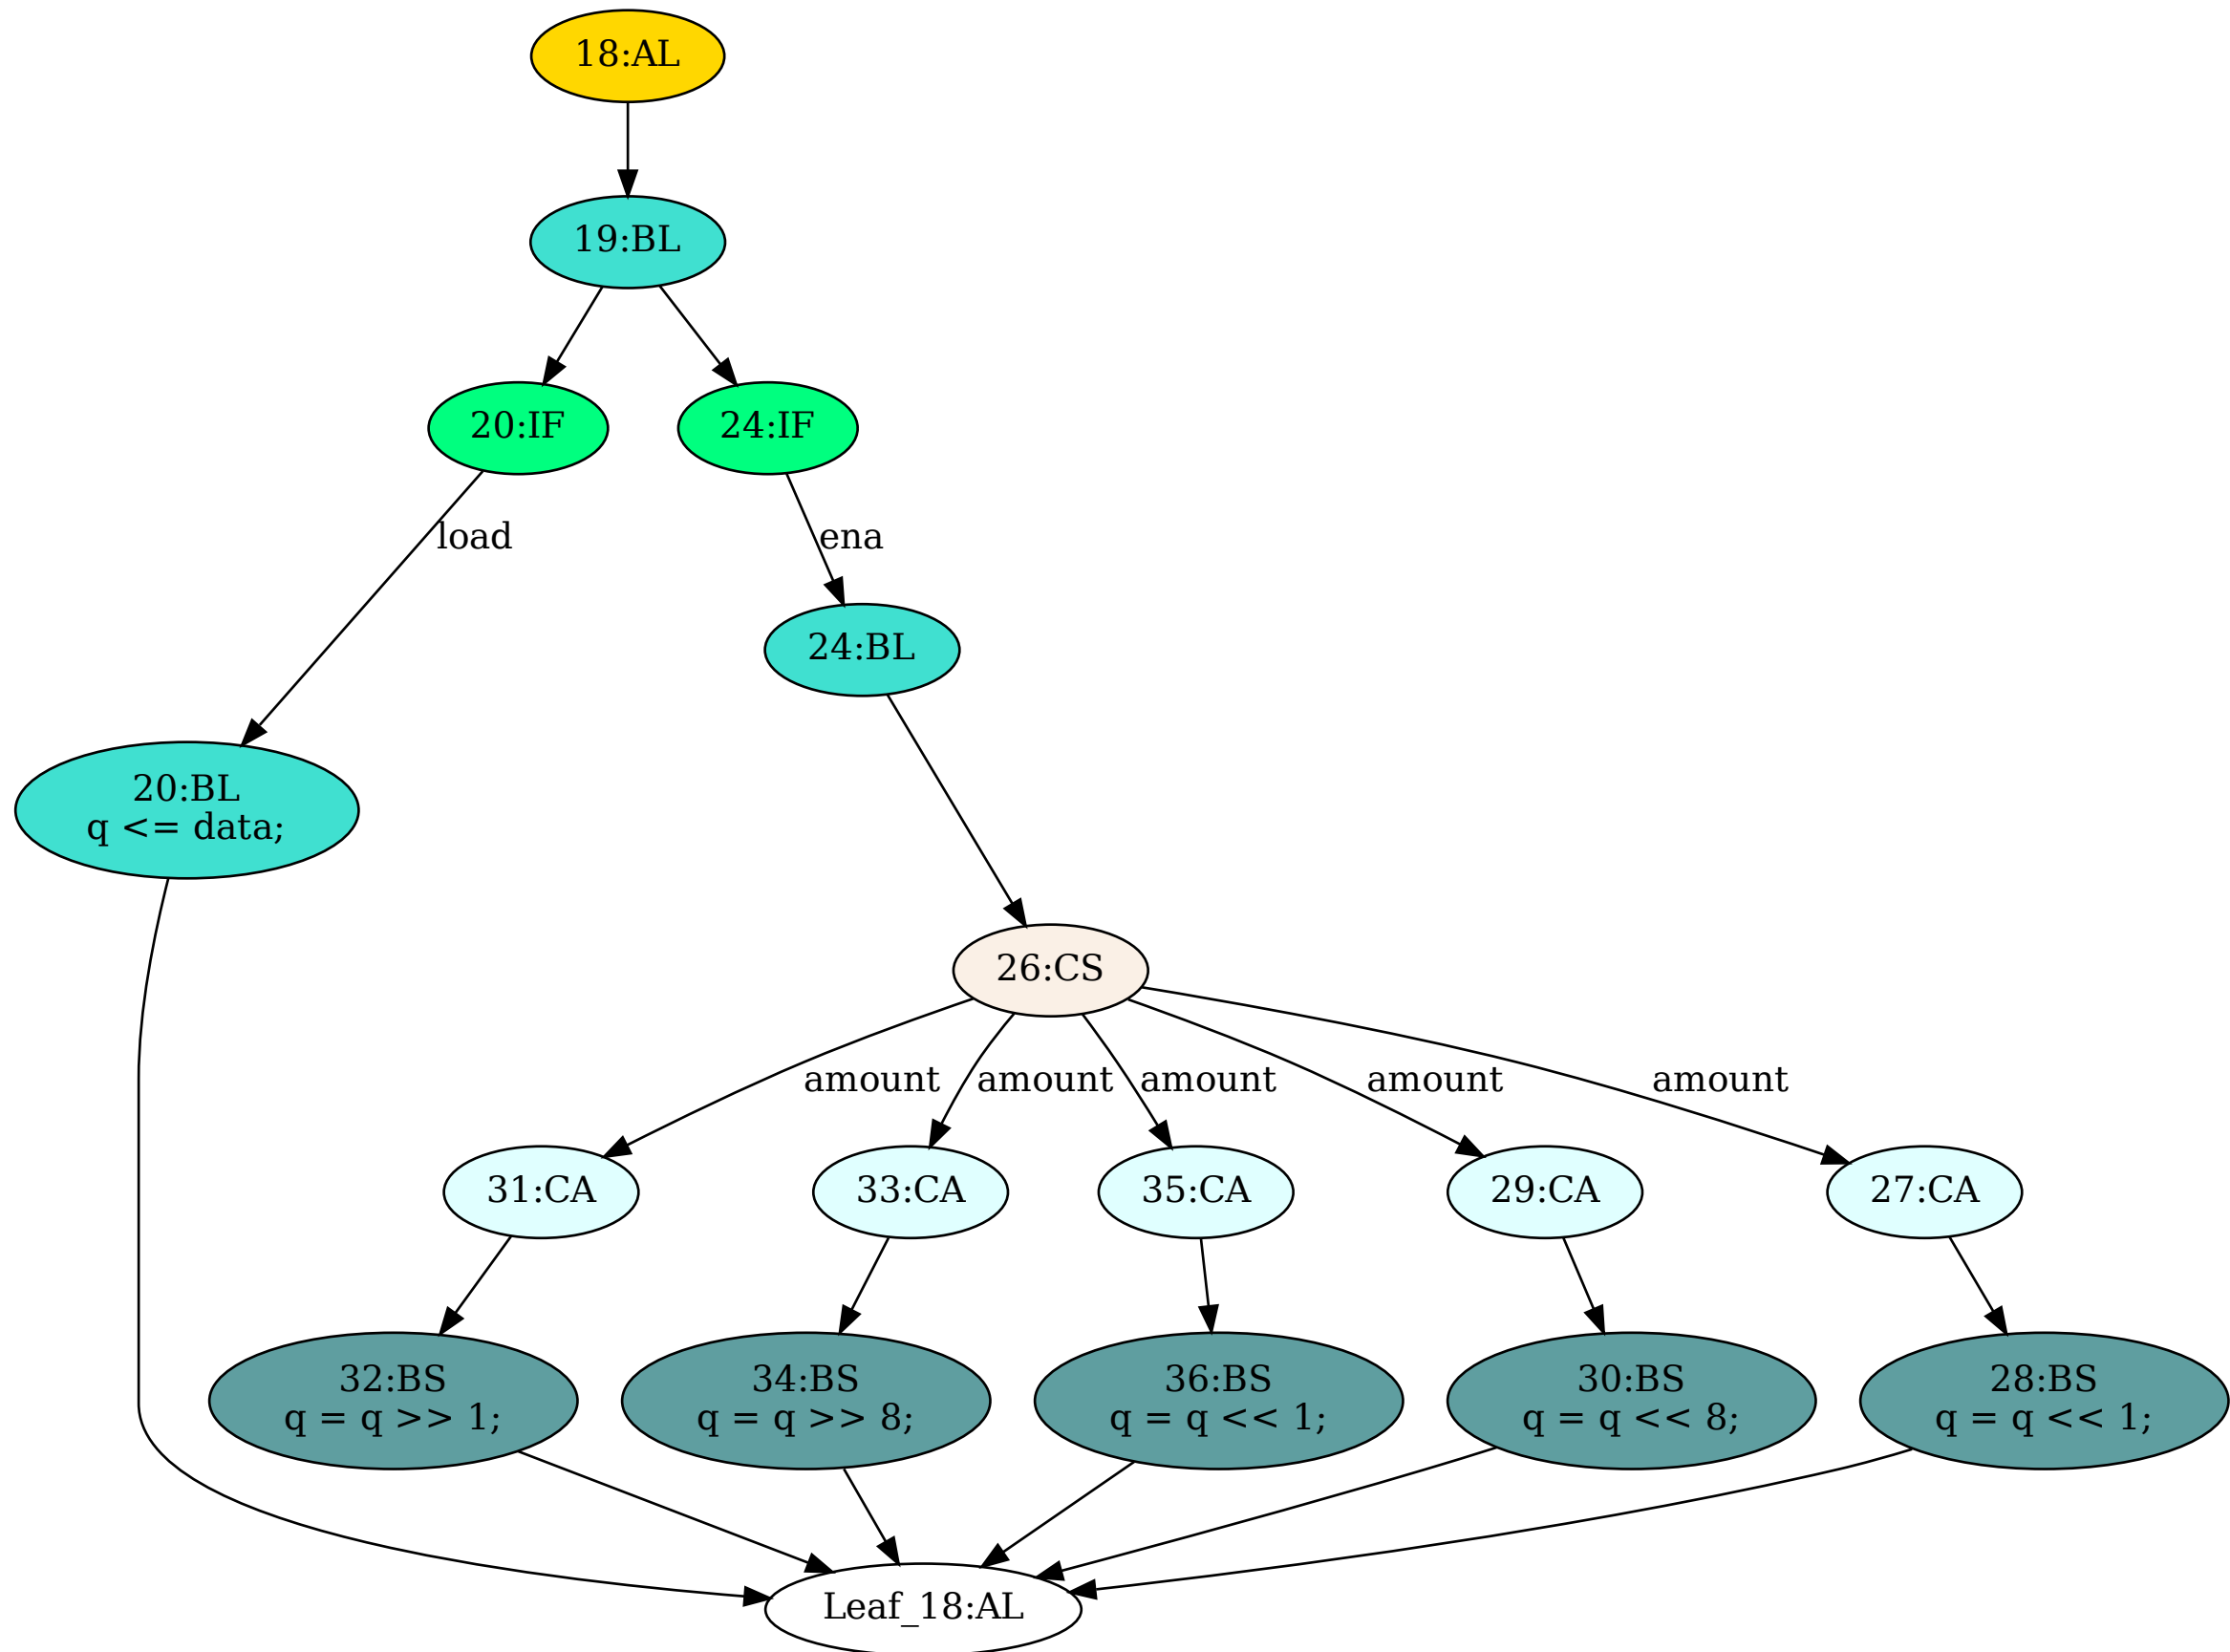 18:AL
19:BL
20:IF
24:IF
load
ena
24:BL
20:BL
q <= data;
26:CS
amount
amount
amount
amount
amount
31:CA
33:CA
35:CA
29:CA
27:CA
32:BS
q = q >> 1;
34:BS
q = q >> 8;
36:BS
q = q << 1;
30:BS
q = q << 8;
28:BS
q = q << 1;
Leaf_18:AL